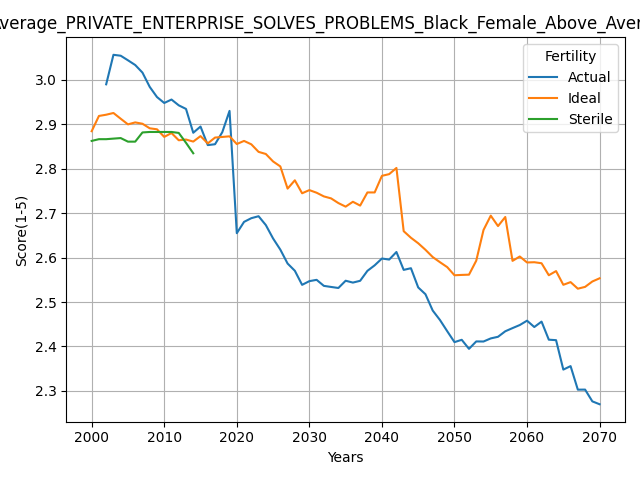 verage_PRIVATE_ENTERPRISE_SOLVES_PROBLEMS_Black_Female_Above_Aver
Fertility
Actual
Ideal
Sterile
Score(1-5)
3.0
2.9
2.8
2.7
2.6
2.5
2.4
2.3
2000 2010 2020 2030 2040 2050 2060 2070
Years